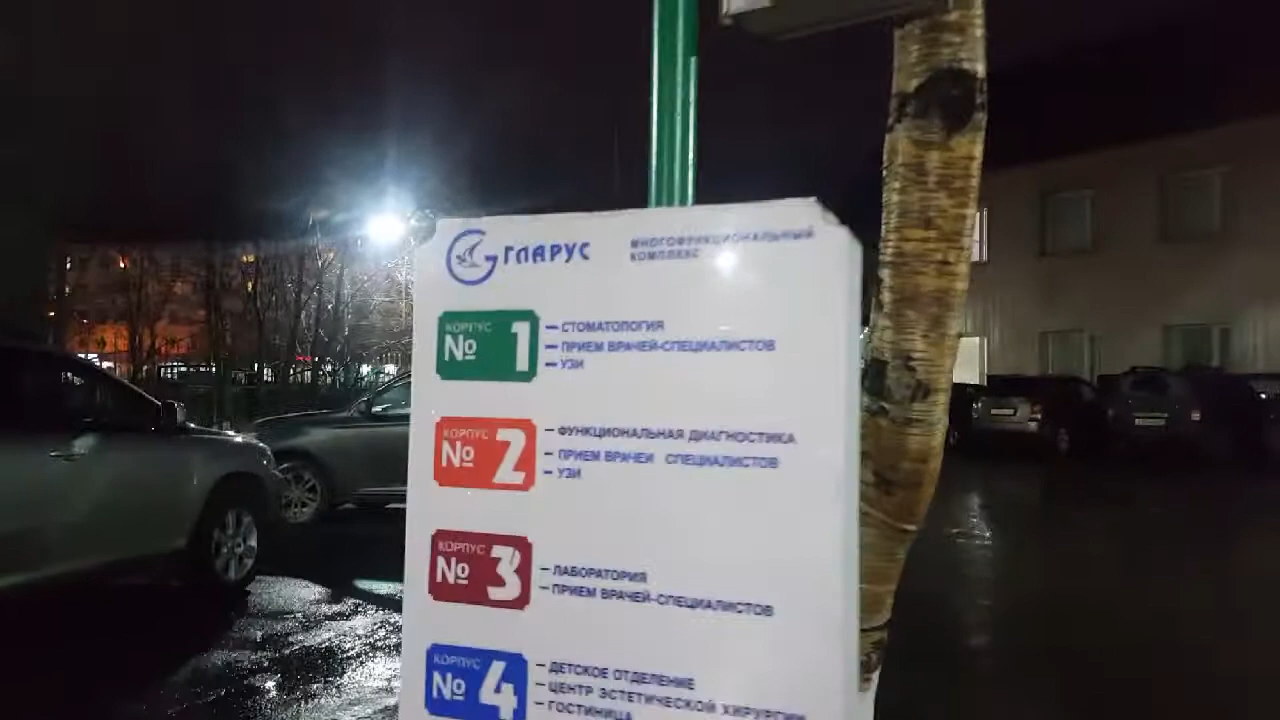 ГЛАРУС
МНОГОФУНКЦИОНАЛЬНЫЙ
КОМПЛЕКС
КОРПУС
№ 1
– СТОМАТОЛОГИЯ
– ПРИЕМ ВРАЧЕЙ-СПЕЦИАЛИСТОВ
– УЗИ
КОРПУС
№ 2
– ФУНКЦИОНАЛЬНАЯ ДИАГНОСТИКА
– ПРИЕМ ВРАЧЕЙ СПЕЦИАЛИСТОВ
– УЗИ
КОРПУС
№ 3
– ЛАБОРАТОРИЯ
– ПРИЕМ ВРАЧЕЙ-СПЕЦИАЛИСТОВ
КОРПУС
№ 4
– ДЕТСКОЕ ОТДЕЛЕНИЕ
– ЦЕНТР ЭСТЕТИЧЕСКОЙ ХИРУРГИИ
– ГОСТИНИЦА